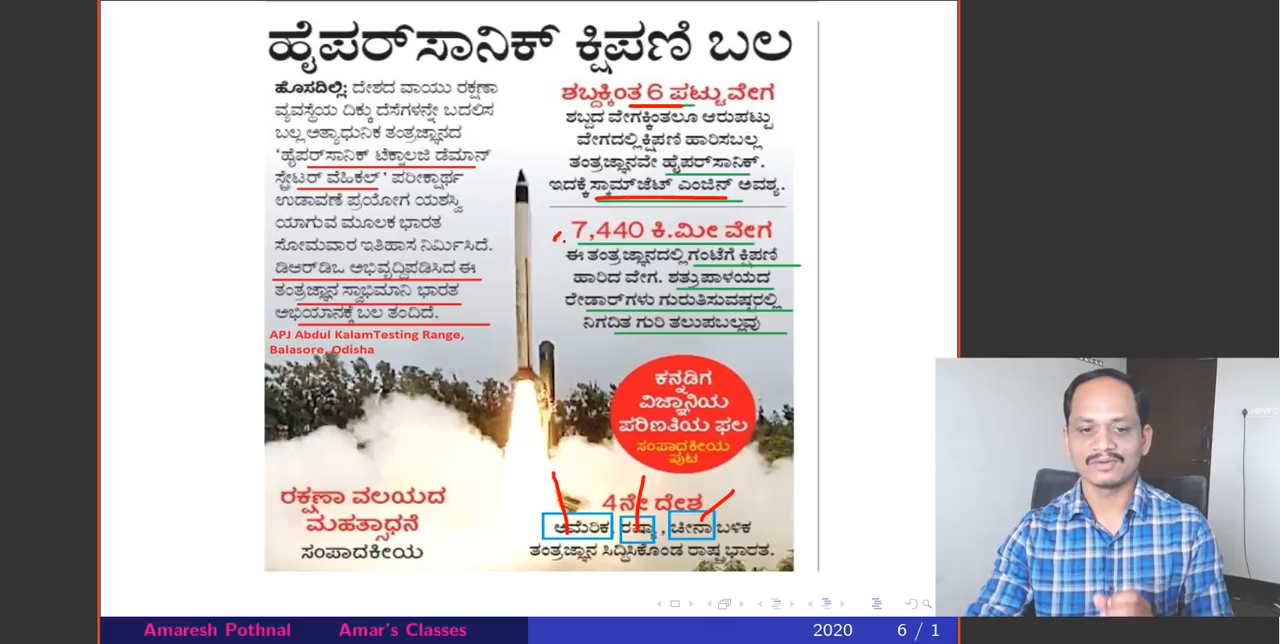 ಹೈಪರ್‌ಸಾನಿಕ್ ಕ್ಷಿಪಣಿ ಬಲ
ಹೊಸದಿಲ್ಲಿ: ದೇಶದ ವಾಯು ರಕ್ಷಣಾ
ವ್ಯವಸ್ಥೆಯ ದಿಕ್ಕು ದೆಸೆಗಳನ್ನೇ ಬದಲಿಸ
ಬಲ್ಲ ಅತ್ಯಾಧುನಿಕ ತಂತ್ರಜ್ಞಾನದ
‘ಹೈಪರ್‌ಸಾನಿಕ್ ಟೆಕ್ನಾಲಜಿ ಡೆಮಾನ್
ಸ್ಟ್ರೇಟರ್ ವೆಹಿಕಲ್’ ಪರೀಕ್ಷಾರ್ಥ
ಉಡಾವಣೆ ಪ್ರಯೋಗ ಯಶಸ್ವಿ
ಯಾಗುವ ಮೂಲಕ ಭಾರತ
ಸೋಮವಾರ ಇತಿಹಾಸ ನಿರ್ಮಿಸಿದೆ.
ಡಿಆರ್‌ಡಿಒ ಅಭಿವೃದ್ಧಿಪಡಿಸಿದ ಈ
ತಂತ್ರಜ್ಞಾನ ಸ್ವಾಭಿಮಾನಿ ಭಾರತ
ಅಭಿಯಾನಕ್ಕೆ ಬಲ ತಂದಿದೆ.
APJ Abdul KalamTesting Range,
Balasore, Odisha
ಶಬ್ದಕ್ಕಿಂತ 6 ಪಟ್ಟು ವೇಗ
ಶಬ್ದದ ವೇಗಕ್ಕಿಂತಲೂ ಆರುಪಟ್ಟು
ವೇಗದಲ್ಲಿ ಕ್ಷಿಪಣಿ ಹಾರಿಸಬಲ್ಲ
ತಂತ್ರಜ್ಞಾನವೇ ಹೈಪರ್‌ಸಾನಿಕ್.
ಇದಕ್ಕೆ ಸ್ಕ್ರಾಮ್‌ಜೆಟ್ ಎಂಜಿನ್ ಅವಶ್ಯ.
7,440 ಕಿ.ಮೀ ವೇಗ
ಈ ತಂತ್ರಜ್ಞಾನದಲ್ಲಿ ಗಂಟೆಗೆ ಕ್ಷಿಪಣಿ
ಹಾರಿದ ವೇಗ. ಶತ್ರುಪಾಳಯದ
ರೇಡಾರ್‌ಗಳು ಗುರುತಿಸುವಷ್ಟರಲ್ಲಿ
ನಿಗದಿತ ಗುರಿ ತಲುಪಬಲ್ಲವು
ಕನ್ನಡಿಗ
ವಿಜ್ಞಾನಿಯ
ಪರಿಣತಿಯ ಫಲ
ಸಂಪಾದಕೀಯ
ಪುಟ
ರಕ್ಷಣಾ ವಲಯದ
ಮಹತ್ಸಾಧನೆ
ಸಂಪಾದಕೀಯ
4ನೇ ದೇಶ
ಅಮೆರಿಕ, ರಷ್ಯಾ, ಚೀನಾ ಬಳಿಕ
ತಂತ್ರಜ್ಞಾನ ಸಿದ್ಧಿಸಿಕೊಂಡ ರಾಷ್ಟ್ರ ಭಾರತ.
Amaresh Pothnal Amar's Classes 2020 6 / 1